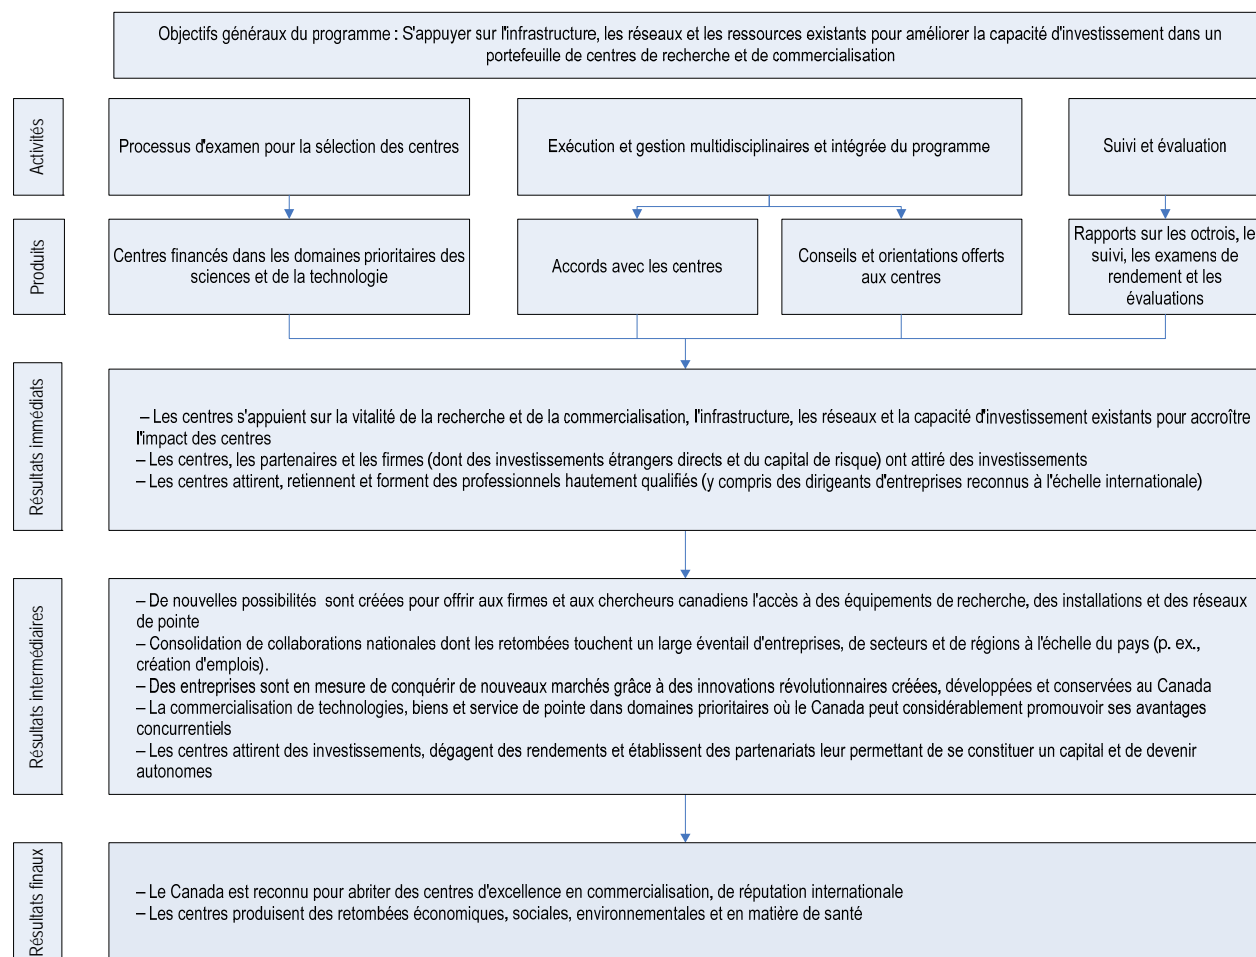 Objectifs généraux du programme : S'appuyer sur l'infrastructure, les réseaux et les ressources existants pour améliorer la capacité d'investissement dans un
portefeuille de centres de recherche et de commercialisation
Activités
Processus d'examen pour la sélection des centres
Exécution et gestion multidisciplinaires et intégrée du programme
Suivi et évaluation
Produits
Centres financés dans les domaines prioritaires des
sciences et de la technologie
Accords avec les centres
Conseils et orientations offerts
aux centres
Rapports sur les octrois, le
suivi, les examens de
rendement et les
évaluations
Résultats immédiats
– Les centres s'appuient sur la vitalité de la recherche et de la commercialisation, l'infrastructure, les réseaux et la capacité d'investissement existants pour accroître
l'impact des centres
– Les centres, les partenaires et les firmes (dont des investissements étrangers directs et du capital de risque) ont attiré des investissements
– Les centres attirent, retiennent et forment des professionnels hautement qualifiés (y compris des dirigeants d'entreprises reconnus à l'échelle internationale)
Résultats intermédiaires
– De nouvelles possibilités sont créées pour offrir aux firmes et aux chercheurs canadiens l'accès à des équipements de recherche, des installations et des réseaux
de pointe
– Consolidation de collaborations nationales dont les retombées touchent un large éventail d'entreprises, de secteurs et de régions à l'échelle du pays (p. ex.,
création d'emplois).
– Des entreprises sont en mesure de conquérir de nouveaux marchés grâce à des innovations révolutionnaires créées, développées et conservées au Canada
– La commercialisation de technologies, biens et service de pointe dans domaines prioritaires où le Canada peut considérablement promouvoir ses avantages
concurrentiels
– Les centres attirent des investissements, dégagent des rendements et établissent des partenariats leur permettant de se constituer un capital et de devenir
autonomes
Résultats finaux
– Le Canada est reconnu pour abriter des centres d'excellence en commercialisation, de réputation internationale
– Les centres produisent des retombées économiques, sociales, environnementales et en matière de santé